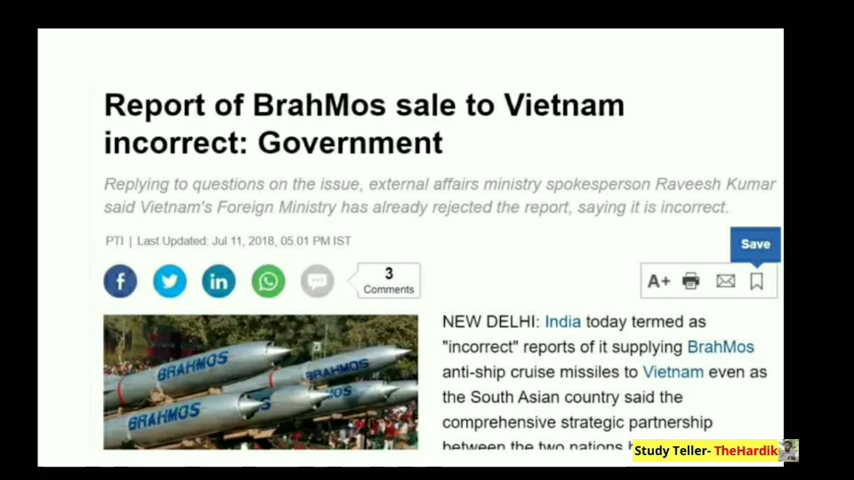 Report of BrahMos sale to Vietnam
incorrect: Government
Replying to questions on the issue, external affairs ministry spokesperson Raveesh Kumar
said Vietnam's Foreign Ministry has already rejected the report, saying it is incorrect.
PTI | Last Updated: Jul 11, 2018, 05.01 PM IST
Save
3
Comments
A+
BRAHMOS
BRAHMOS
BRAHMOS
NEW DELHI: India today termed as
"incorrect" reports of it supplying BrahMos
anti-ship cruise missiles to Vietnam even as
the South Asian country said the
comprehensive strategic partnership
between the two nations
Study Teller- TheHardik